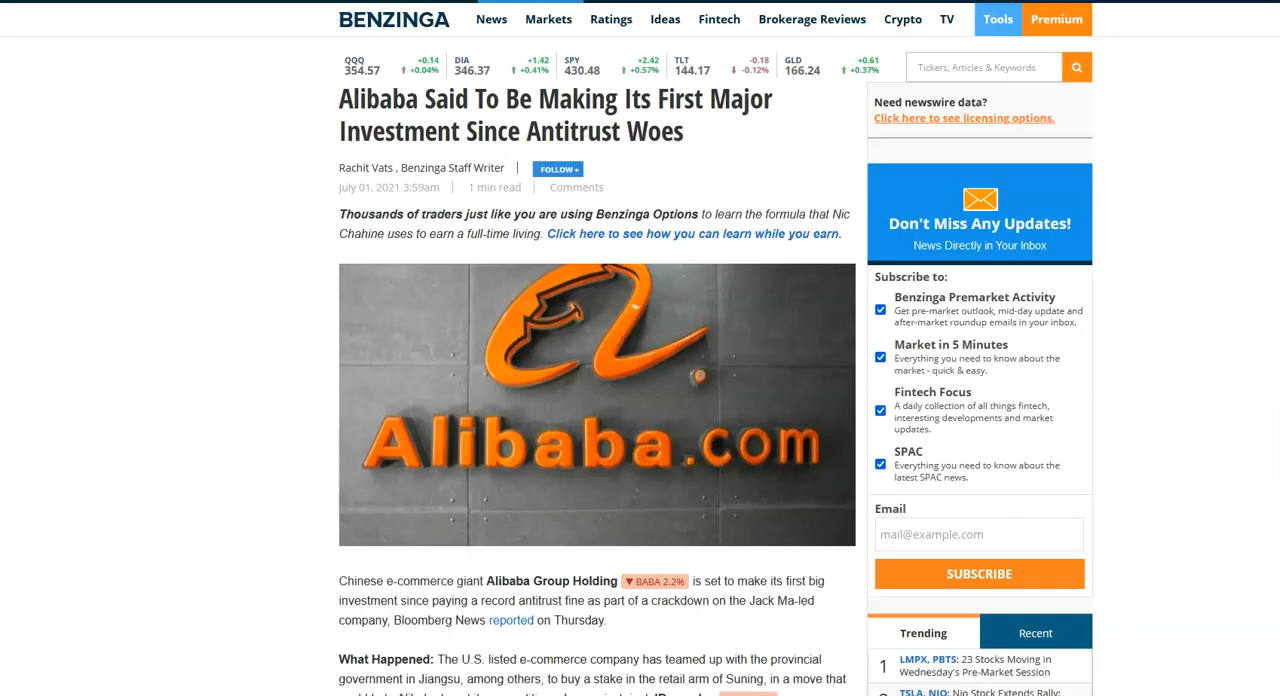 BENZINGA
News Markets Ratings Ideas Fintech Brokerage Reviews Crypto TV Tools Premium
QQQ +0.14 DIA +1.42 SPY +2.42 TLT -0.18 GLD +0.61
354.57 +0.04% 346.37 +0.41% 430.48 +0.57% 144.17 -0.12% 166.24 +0.37%
Tickers, Articles & Keywords
Alibaba Said To Be Making Its First Major
Investment Since Antitrust Woes
Rachit Vats , Benzinga Staff Writer FOLLOW +
July 01, 2021 3:59am 1 min read Comments
Thousands of traders just like you are using Benzinga Options to learn the formula that Nic
Chahine uses to earn a full-time living. Click here to see how you can learn while you earn.
Alibaba.com
Chinese e-commerce giant Alibaba Group Holding ▼ BABA 2.2% is set to make its first big
investment since paying a record antitrust fine as part of a crackdown on the Jack Ma-led
company, Bloomberg News reported on Thursday.
What Happened: The U.S. listed e-commerce company has teamed up with the provincial
government in Jiangsu, among others, to buy a stake in the retail arm of Suning, in a move that
Need newswire data?
Click here to see licensing options.
Don't Miss Any Updates!
News Directly in Your Inbox
Subscribe to:
Benzinga Premarket Activity
Get pre-market outlook, mid-day update and
after-market roundup emails in your inbox.
Market in 5 Minutes
Everything you need to know about the
market - quick & easy.
Fintech Focus
A daily collection of all things fintech,
interesting developments and market
updates.
SPAC
Everything you need to know about the
latest SPAC news.
Email
mail@example.com
SUBSCRIBE
Trending Recent
1 LMPX, PBTS: 23 Stocks Moving in
Wednesday's Pre-Market Session
TSLA, NIO: Nio Stock Extends Rally: